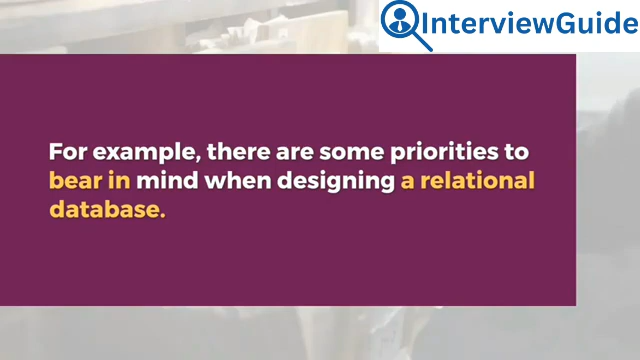 InterviewGuide
For example, there are some priorities to
bear in mind when designing a relational
database.